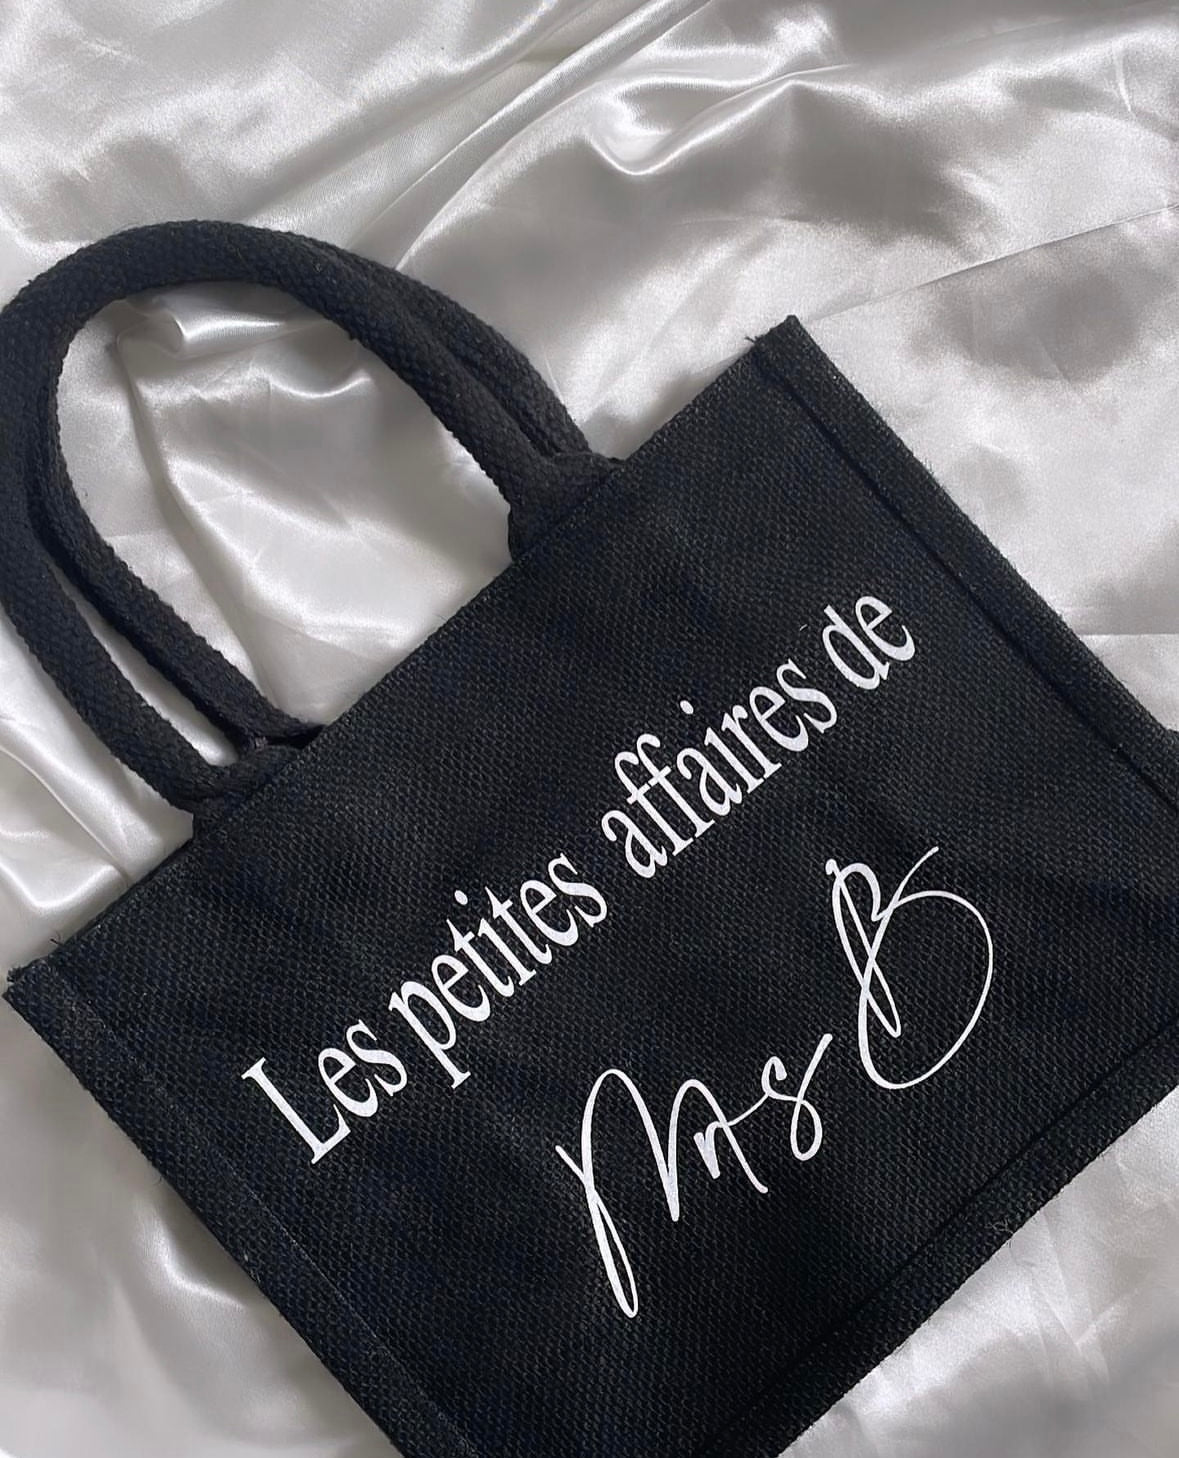 Les petites affaires de
Mrs B